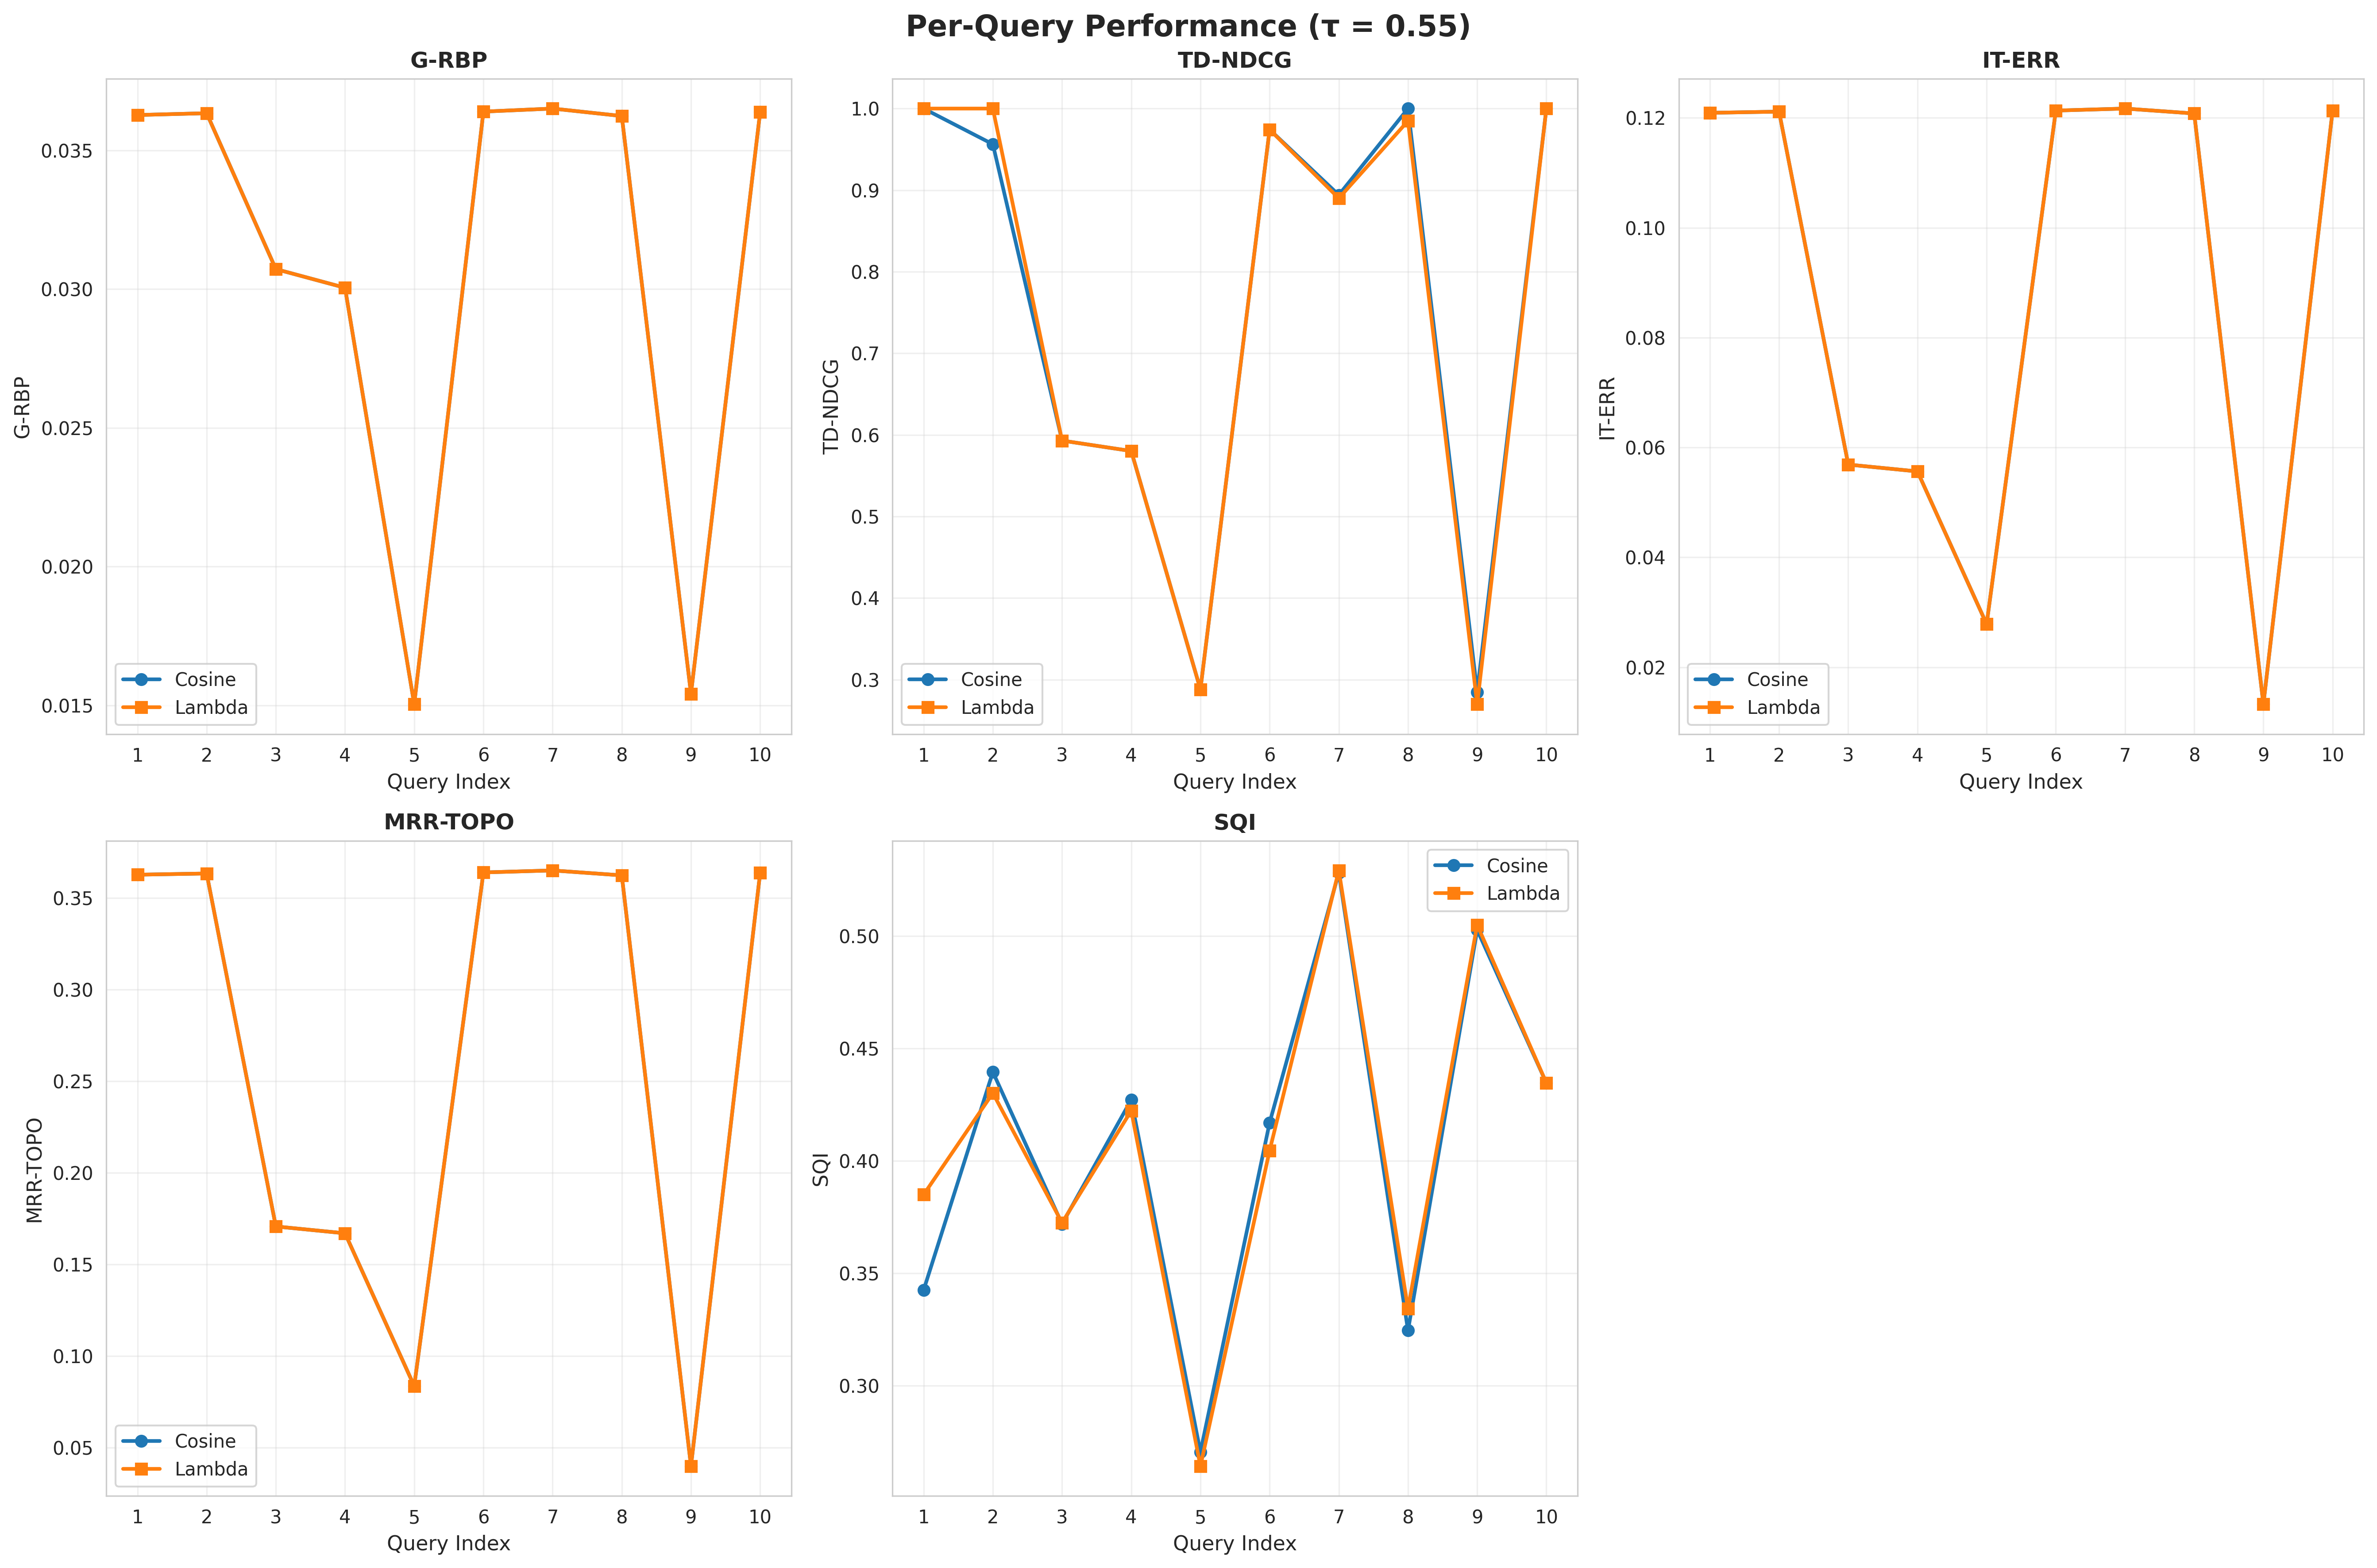 Per-Query Performance (τ = 0.55)
G-RBP
G-RBP
0.035
0.030
0.025
0.020
0.015
Cosine
Lambda
1 2 3 4 5 6 7 8 9 10
Query Index
TD-NDCG
TD-NDCG
1.0
0.9
0.8
0.7
0.6
0.5
0.4
0.3
Cosine
Lambda
1 2 3 4 5 6 7 8 9 10
Query Index
IT-ERR
IT-ERR
0.12
0.10
0.08
0.06
0.04
0.02
Cosine
Lambda
1 2 3 4 5 6 7 8 9 10
Query Index
MRR-TOPO
MRR-TOPO
0.35
0.30
0.25
0.20
0.15
0.10
0.05
Cosine
Lambda
1 2 3 4 5 6 7 8 9 10
Query Index
SQI
SQI
0.50
0.45
0.40
0.35
0.30
Cosine
Lambda
1 2 3 4 5 6 7 8 9 10
Query Index